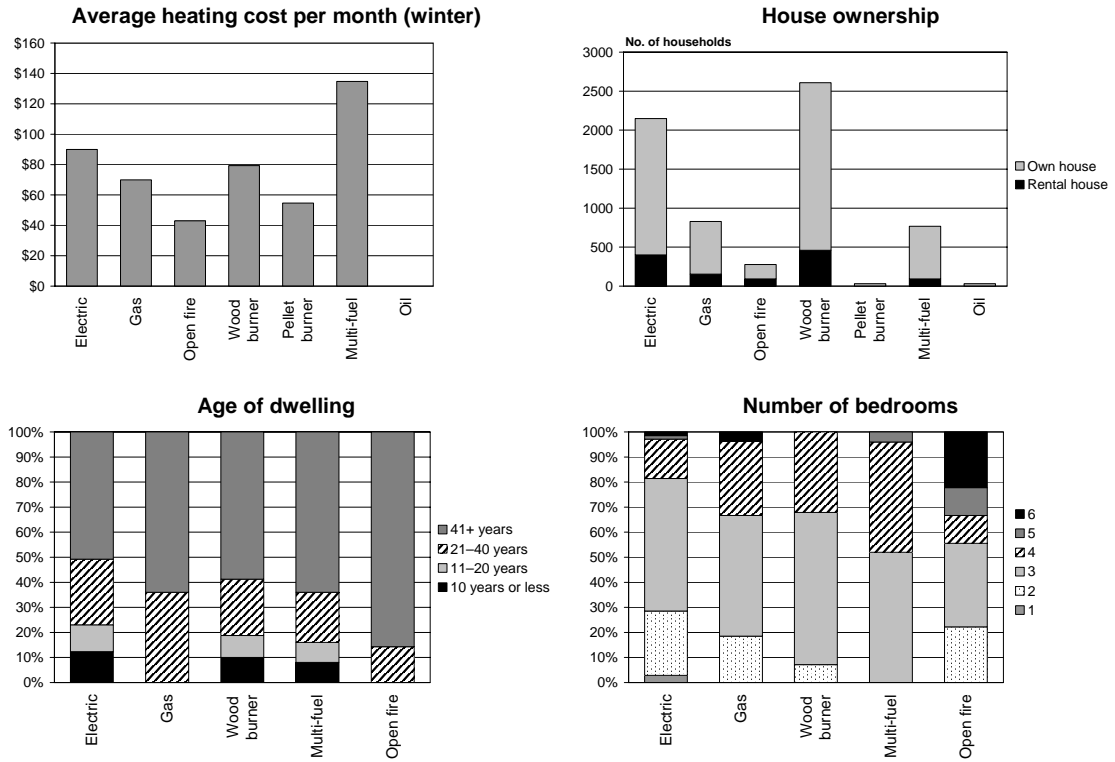 Average heating cost per month (winter)
$160
$140
$120
$100
$80
$60
$40
$20
$0
Electric
Gas
Open fire
Wood
burner
Pellet
burner
Multi-fuel
Oil
House ownership
No. of households
3000
2500
2000
1500
1000
500
0
Electric
Gas
Open fire
Wood
burner
Pellet
burner
Multi-fuel
Oil
Own house
Rental house
Age of dwelling
100%
90%
80%
70%
60%
50%
40%
30%
20%
10%
0%
Electric
Gas
Wood
burner
Multi-fuel
Open fire
41+ years
21–40 years
11–20 years
10 years or less
Number of bedrooms
100%
90%
80%
70%
60%
50%
40%
30%
20%
10%
0%
Electric
Gas
Wood
burner
Multi-fuel
Open fire
6
5
4
3
2
1